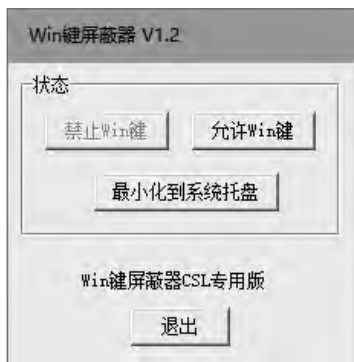 Win键屏蔽器 V1.2
状态
禁止Win键 允许Win键
最小化到系统托盘
Win键屏蔽器CSL专用版
退出